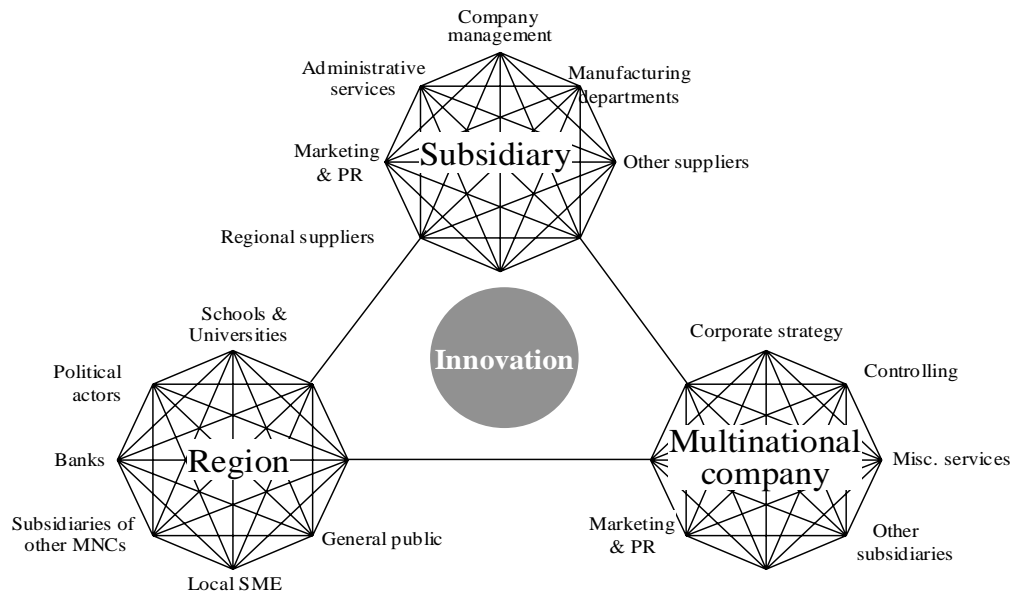 Company
management
Administrative
services
Manufacturing
departments
Marketing
& PR
Subsidiary
Other suppliers
Regional suppliers
Schools &
Universities
Innovation
Corporate strategy
Political
actors
Controlling
Banks
Region
Multinational
company
Misc. services
Subsidiaries of
other MNCs
General public
Marketing
& PR
Other
subsidiaries
Local SME